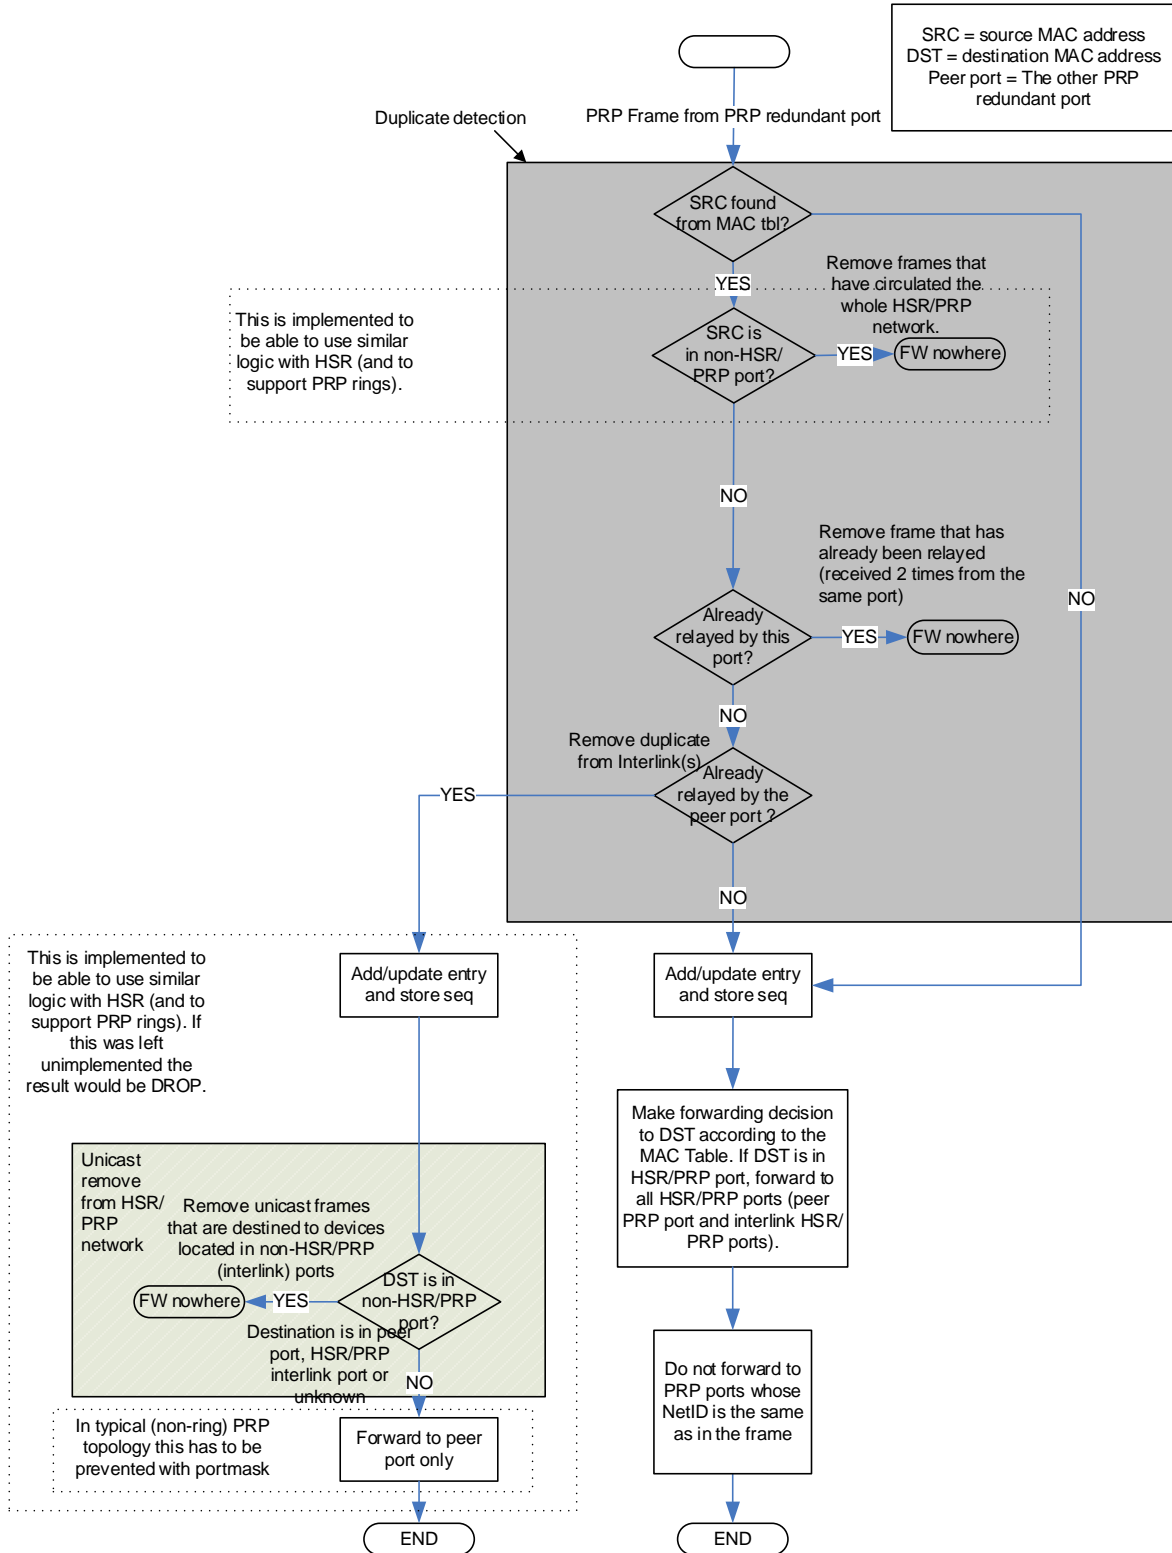 SRC = source MAC address
DST = destination MAC address
Peer port = The other PRP
redundant port
PRP Frame from PRP redundant port
Duplicate detection
SRC found
from MAC tbl?
YES
Remove frames that
have circulated the
whole HSR/PRP
network.
This is implemented to
be able to use similar
logic with HSR (and to
support PRP rings).
SRC is
in non-HSR/
PRP port?
YES
FW nowhere
NO
Remove frame that has
already been relayed
(received 2 times from the
same port)
NO
Already
relayed by this
port?
YES
FW nowhere
NO
Remove duplicate
from Interlink(s)
Already
relayed by the
peer port ?
YES
NO
This is implemented to
be able to use similar
logic with HSR (and to
support PRP rings). If
this was left
unimplemented the
result would be DROP.
Add/update entry
and store seq
Add/update entry
and store seq
Make forwarding decision
to DST according to the
MAC Table. If DST is in
HSR/PRP port, forward to
all HSR/PRP ports (peer
PRP port and interlink HSR/
PRP ports).
Unicast
remove
from HSR/
PRP
network
Remove unicast frames
that are destined to devices
located in non-HSR/PRP
(interlink) ports
DST is in
non-HSR/PRP
port?
YES
FW nowhere
Destination is in peer
port, HSR/PRP
interlink port or
unknown
NO
Do not forward to
PRP ports whose
NetID is the same
as in the frame
In typical (non-ring) PRP
topology this has to be
prevented with portmask
Forward to peer
port only
END
END